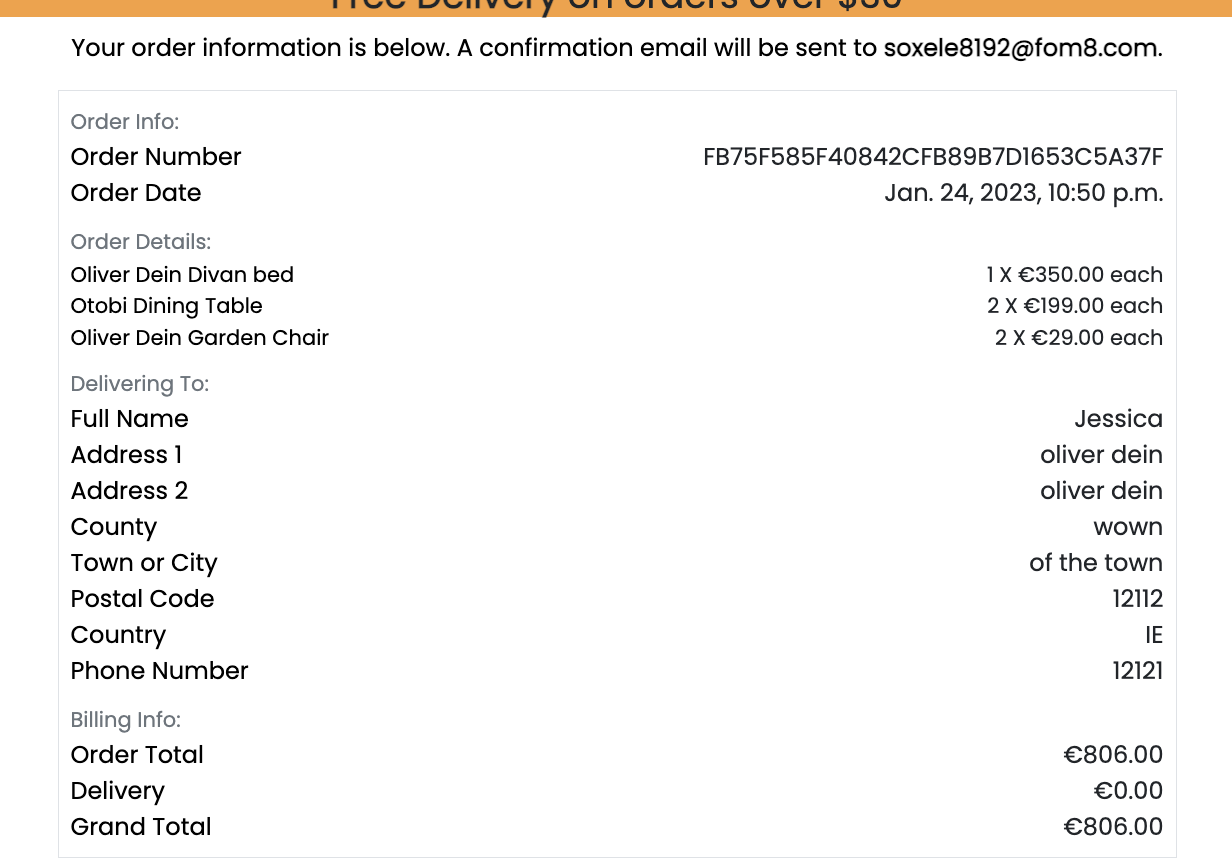 Free Delivery on orders over $80
Your order information is below. A confirmation email will be sent to soxele8192@fom8.com.
Order Info:
Order Number FB75F585F40842CFB89B7D1653C5A37F
Order Date Jan. 24, 2023, 10:50 p.m.
Order Details:
Oliver Dein Divan bed 1 X €350.00 each
Otobi Dining Table 2 X €199.00 each
Oliver Dein Garden Chair 2 X €29.00 each
Delivering To:
Full Name Jessica
Address 1 oliver dein
Address 2 oliver dein
County wown
Town or City of the town
Postal Code 12112
Country IE
Phone Number 12121
Billing Info:
Order Total €806.00
Delivery €0.00
Grand Total €806.00